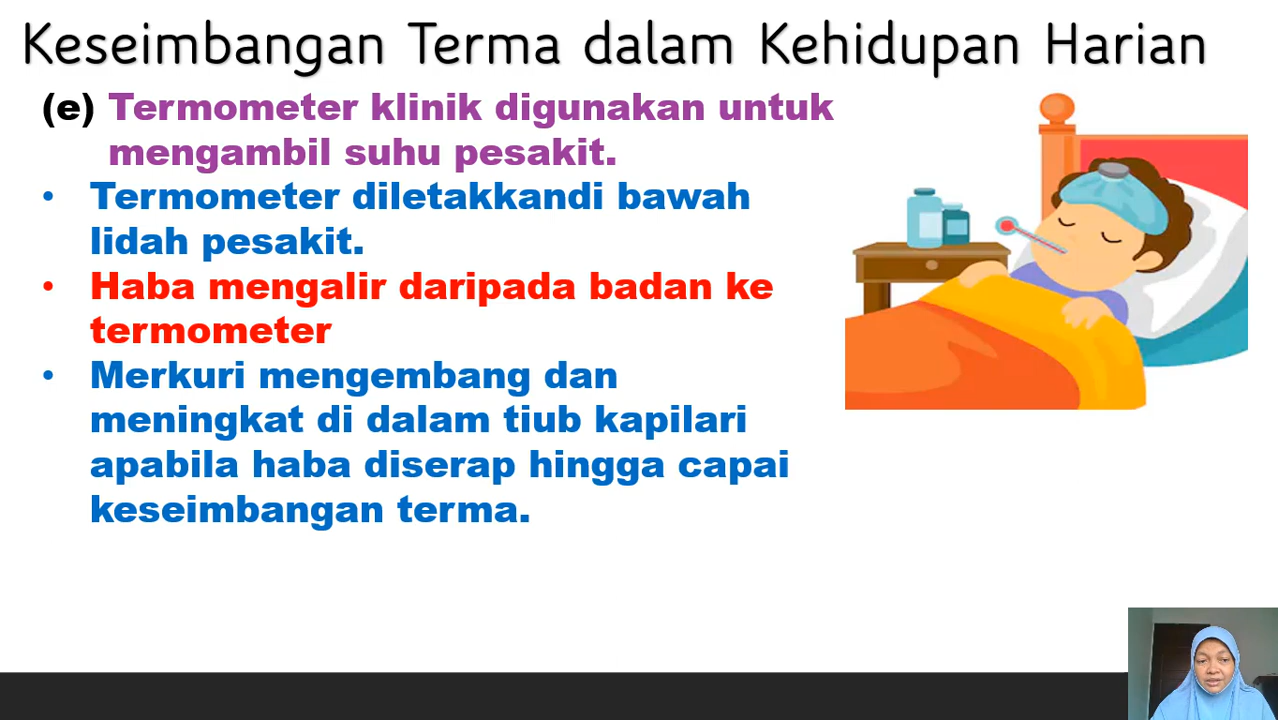 Keseimbangan Terma dalam Kehidupan Harian
(e) Termometer klinik digunakan untuk
mengambil suhu pesakit.
• Termometer diletakkandi bawah
lidah pesakit.
• Haba mengalir daripada badan ke
termometer
• Merkuri mengembang dan
meningkat di dalam tiub kapilari
apabila haba diserap hingga capai
keseimbangan terma.